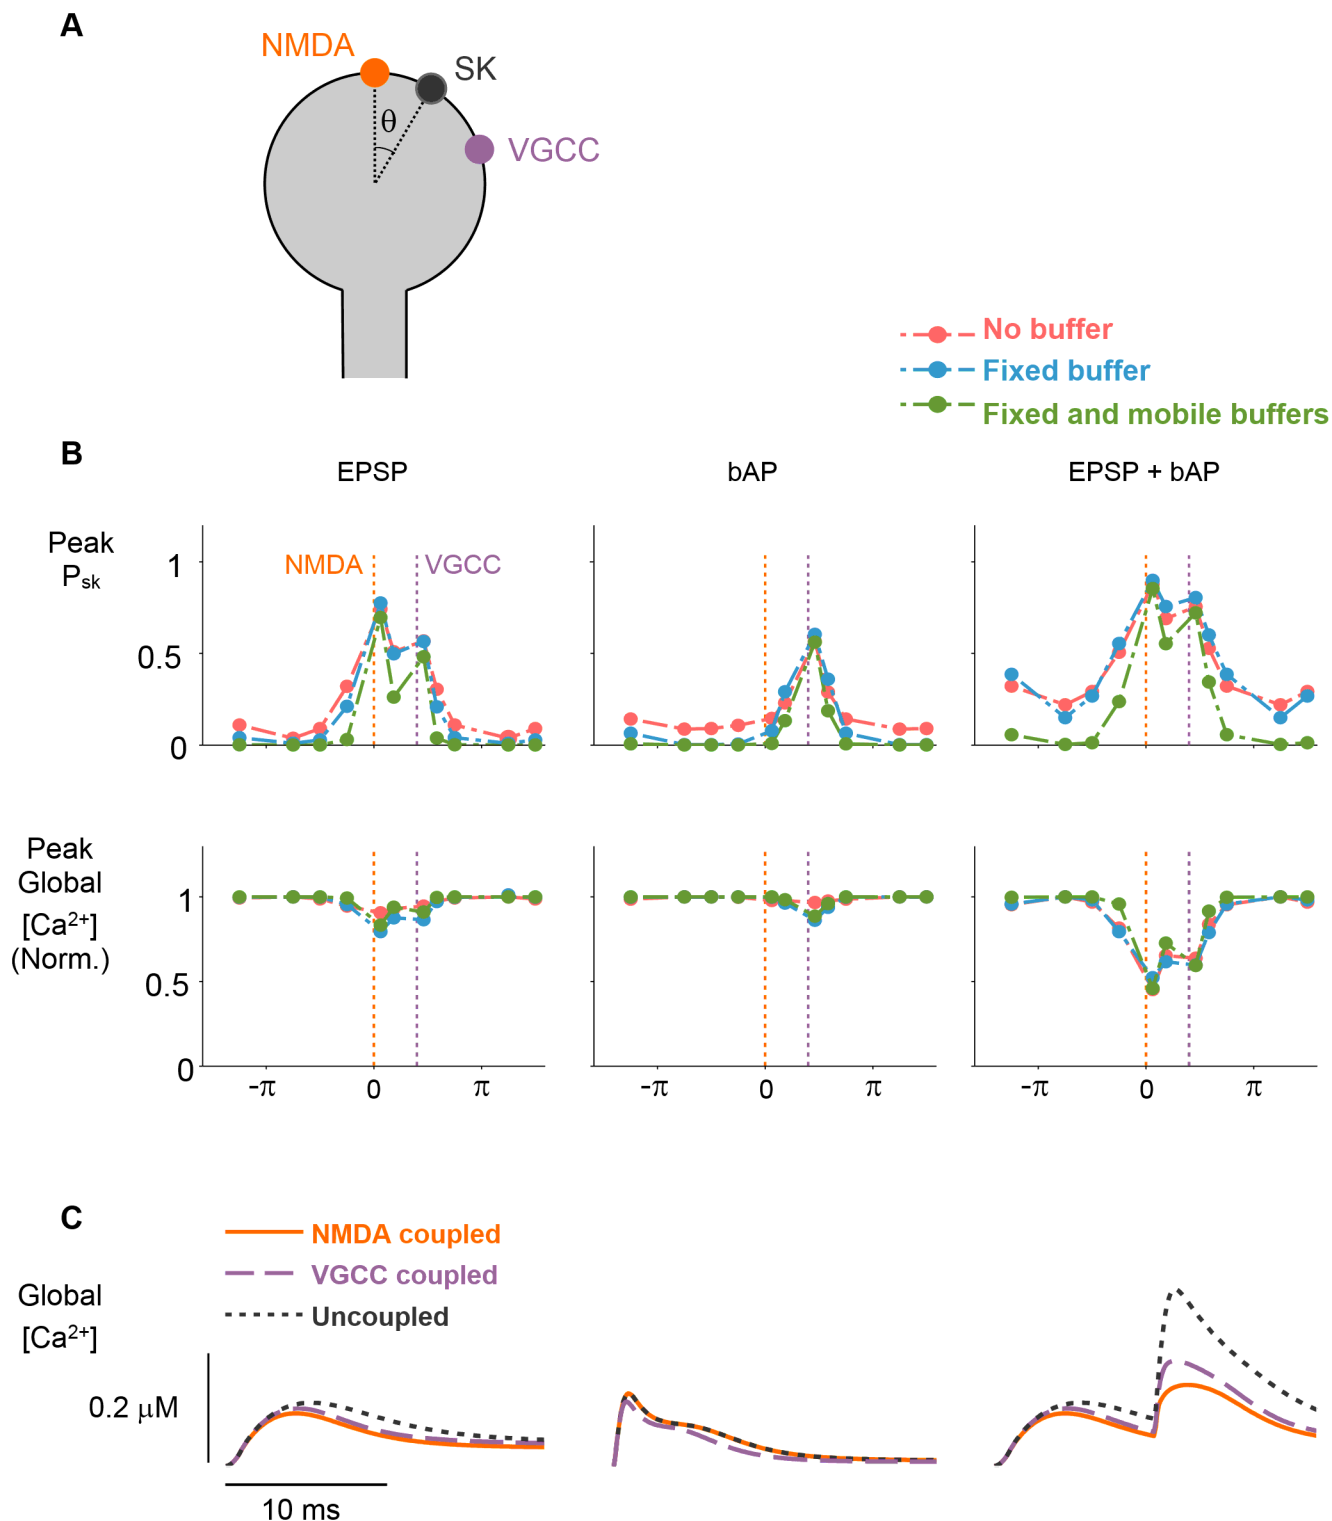 A
NMDA
SK
θ
VGCC
No buffer
Fixed buffer
Fixed and mobile buffers
B
EPSP
bAP
EPSP + bAP
Peak
Psk
1
0.5
0
NMDA
VGCC
Peak
Global
[Ca2+]
(Norm.)
1
0.5
0
-π 0 π
-π 0 π
-π 0 π
C
NMDA coupled
VGCC coupled
Uncoupled
Global
[Ca2+]
0.2 μM
10 ms